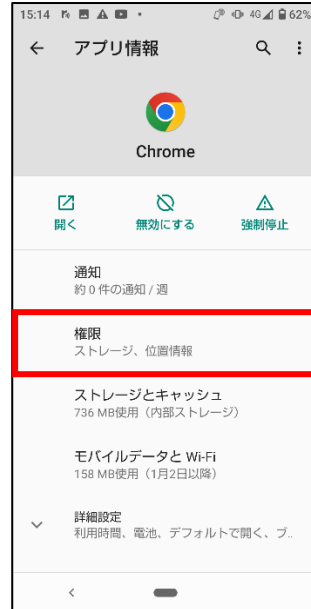 15:14 4G 62%
アプリ情報
Chrome
開く 無効にする 強制停止
通知
約 0 件の通知 / 週
権限
ストレージ、位置情報
ストレージとキャッシュ
736 MB使用（内部ストレージ）
モバイルデータと Wi-Fi
158 MB使用（1月2日以降）
詳細設定
利用時間、電池、デフォルトで開く、ブ..